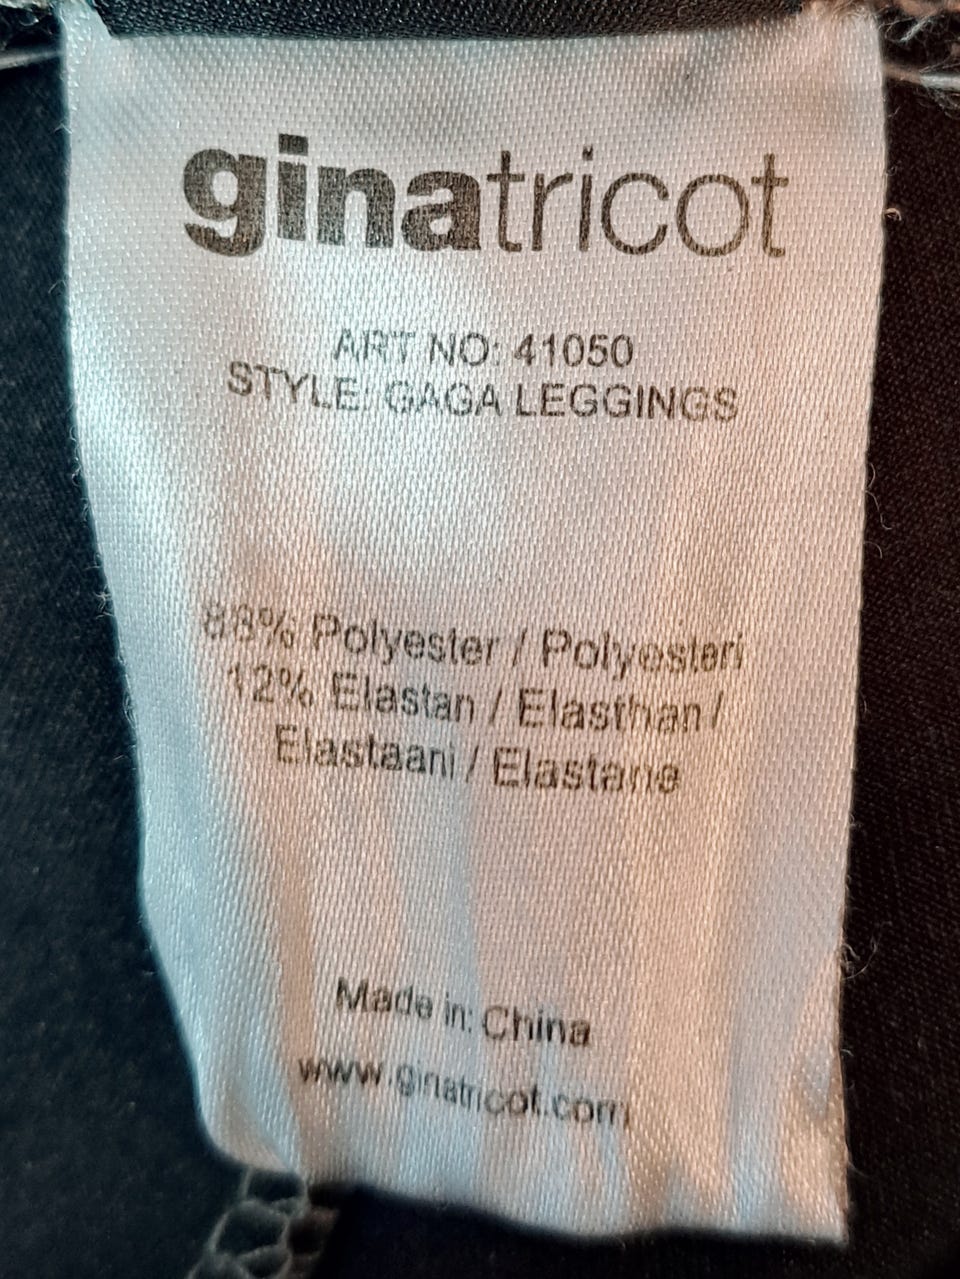 ginatricot
ART NO: 41050
STYLE: GAGA LEGGINGS
88% Polyester / Polyesteri
12% Elastan / Elasthan /
Elastaani / Elastane
Made in: China
www.ginatricot.com